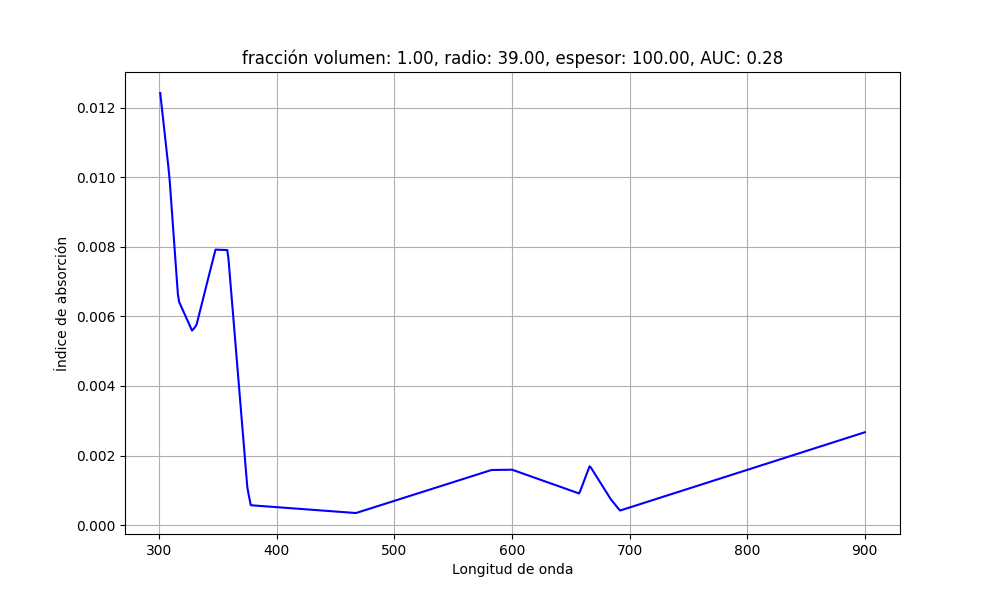 fracción volumen: 1.00, radio: 39.00, espesor: 100.00, AUC: 0.28
0.012
0.010
0.008
0.006
0.004
0.002
0.000
Índice de absorción
300 400 500 600 700 800 900
Longitud de onda